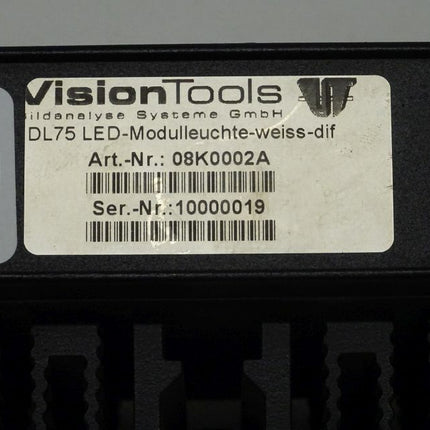 VisionTools
Bildanalyse Systeme GmbH
DL75 LED-Modulleuchte-weiss-dif
Art.-Nr.: 08K0002A
Ser.-Nr.:10000019